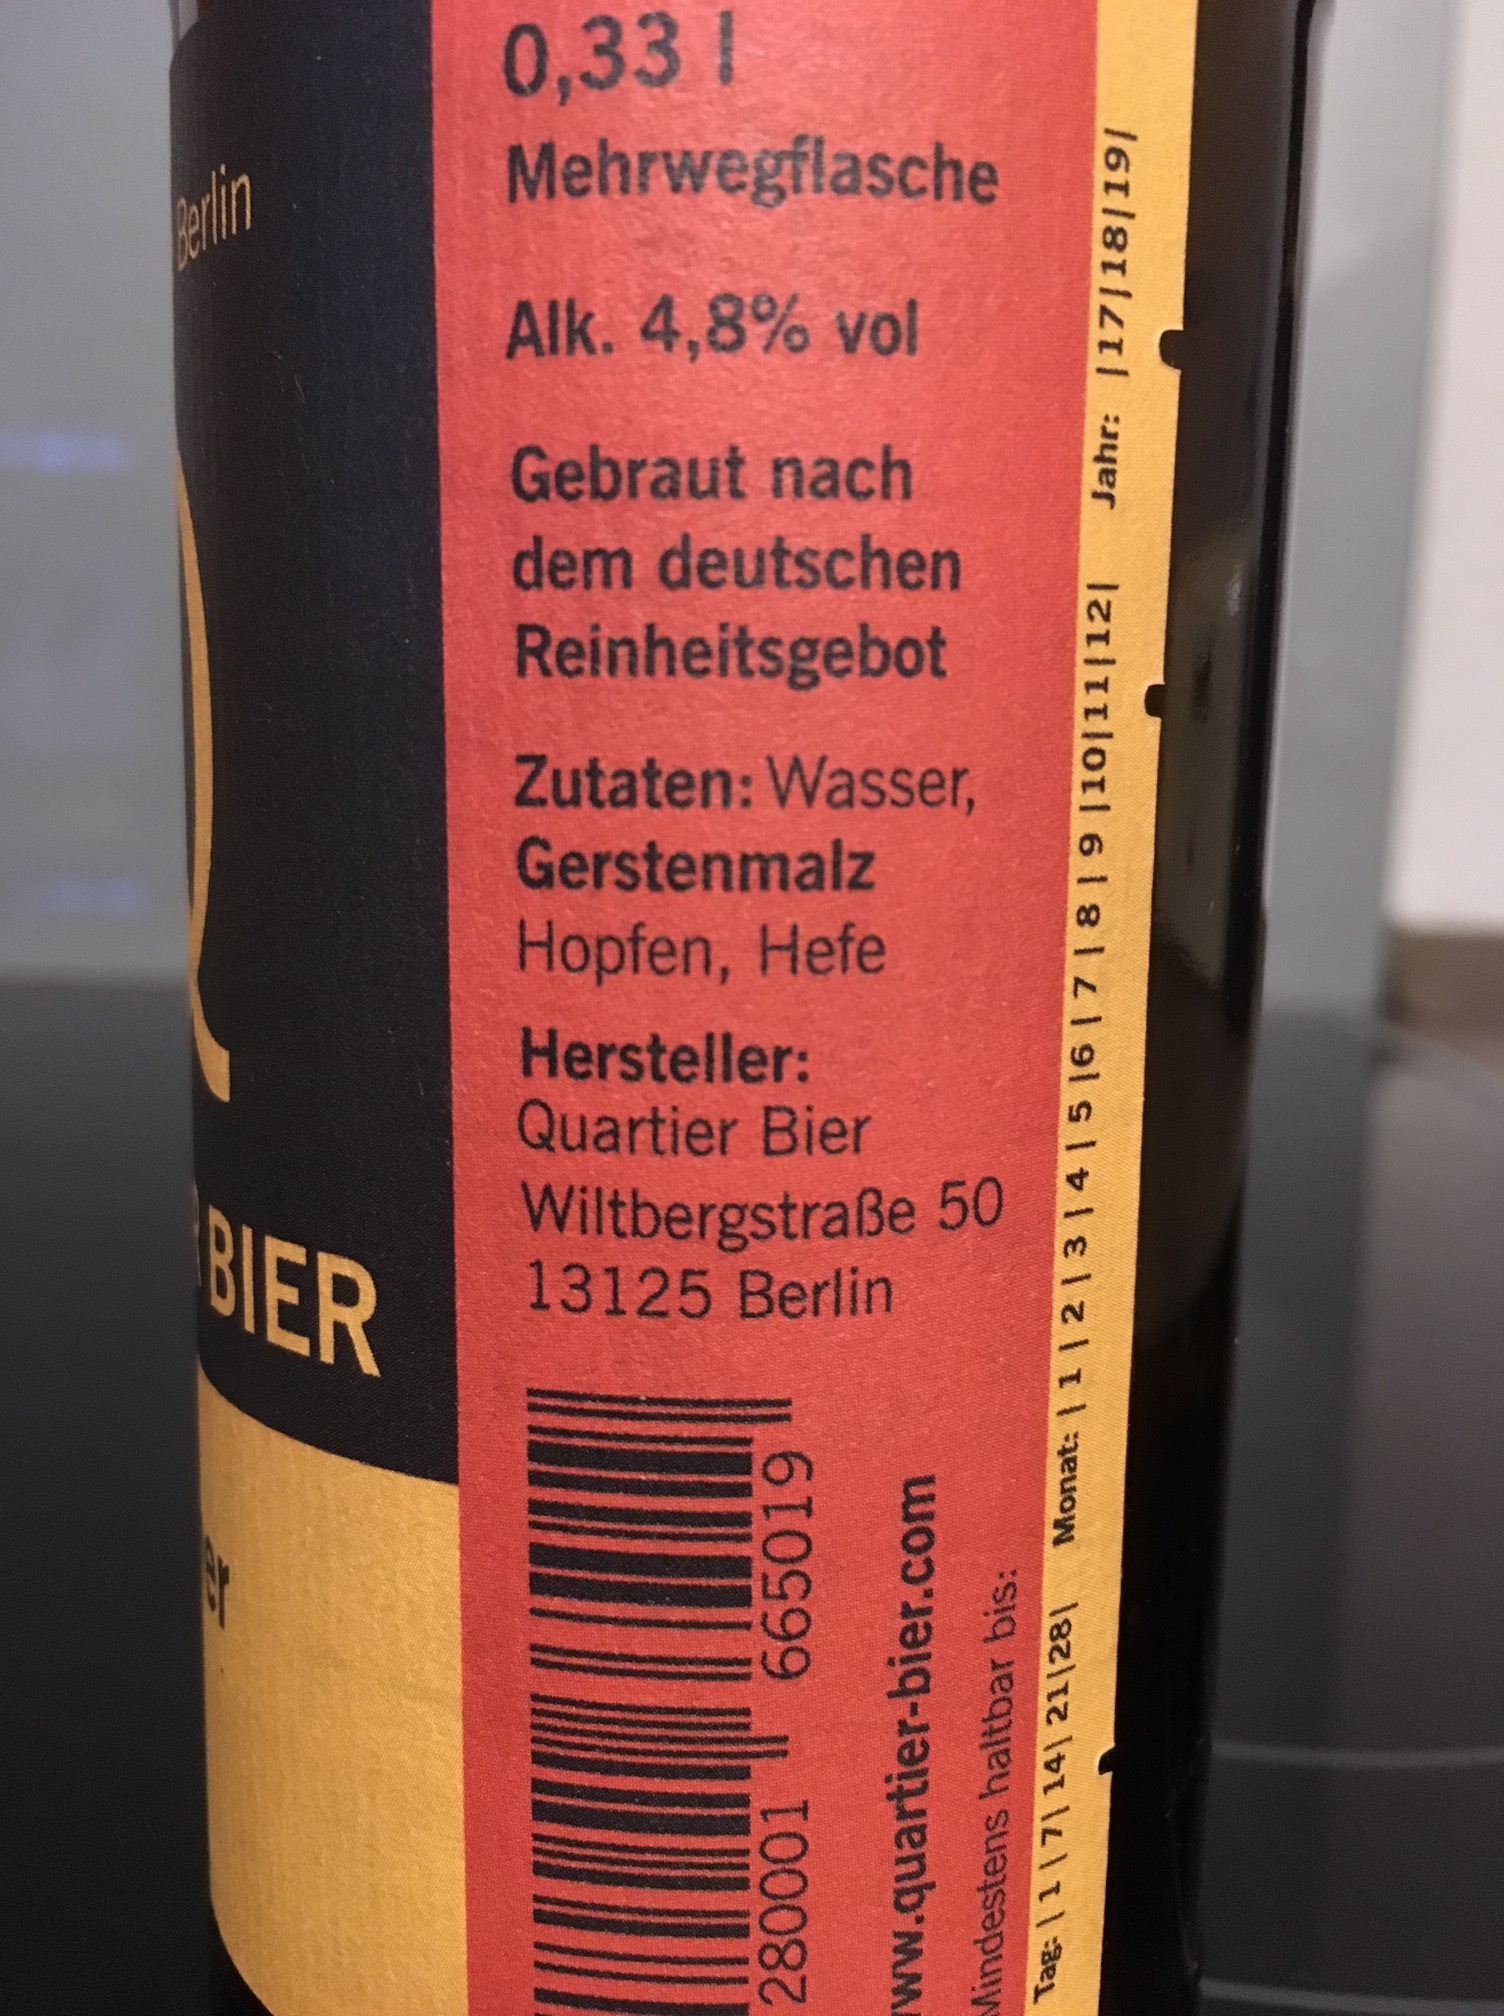 Berlin
BIER
er
0,33 l
Mehrwegflasche
Alk. 4,8% vol
Gebraut nach
dem deutschen
Reinheitsgebot
Zutaten: Wasser,
Gerstenmalz
Hopfen, Hefe
Hersteller:
Quartier Bier
Wiltbergstraße 50
13125 Berlin
280001 665019
www.quartier-bier.com
Mindestens haltbar bis:
Tag: | 1 | 7 | 14 | 21 | 28 | Monat: | 1 | 2 | 3 | 4 | 5 | 6 | 7 | 8 | 9 | 10 | 11 | 12 | Jahr: | 17 | 18 | 19 |